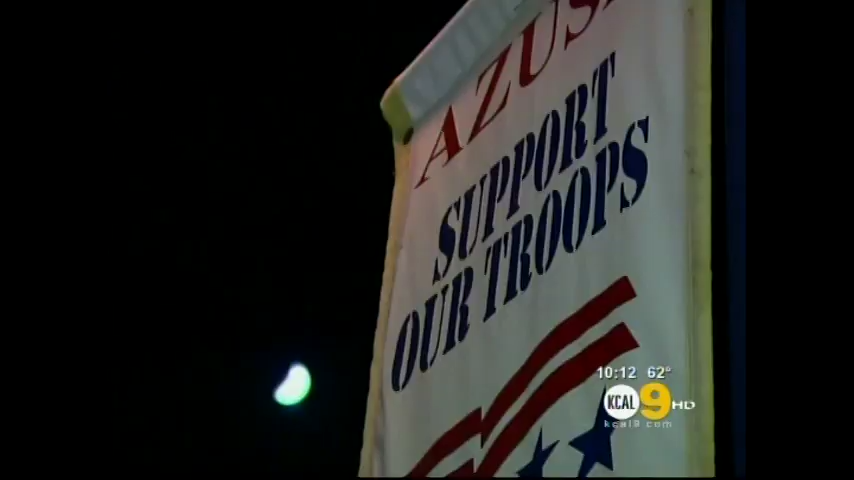 AZUS
SUPPORT
OUR TROOPS
10:12 62°
KCAL 9 HD
kcal9.com